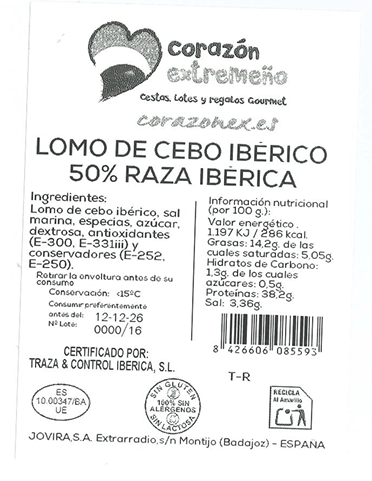 corazón
extremeño
Cestas, lotes y regalos Gourmet
corazonex.es
LOMO DE CEBO IBÉRICO
50% RAZA IBÉRICA
Ingredientes:
Lomo de cebo ibérico, sal
marina, especias, azúcar,
dextrosa, antioxidantes
(E-300, E-331iii) y
conservadores (E-252,
E-250).
Retirar la envoltura antes de su
consumo
Conservación: <15ºC
Consumir preferentemente
antes del: 12-12-26
Nº Lote: 0000/16
Información nutricional
(por 100 g.):
Valor energético .
1.197 KJ / 286 kcal.
Grasas: 14,2g. de las
cuales saturadas: 5,05g.
Hidratos de Carbono:
1,3g. de los cuales
azúcares: 0,5g.
Proteínas: 38,2g.
Sal: 3,36g.
8 426606 085593
CERTIFICADO POR:
TRAZA & CONTROL IBERICA, S.L.
T-R
ES
10.00347/BA
UE
SIN GLUTEN
100% SIN
ALÉRGENOS
SIN LACTOSA
RECICLA
Al Amarillo
JOVIRA,S.A. Extrarradio,s/n Montijo (Badajoz) - ESPAÑA